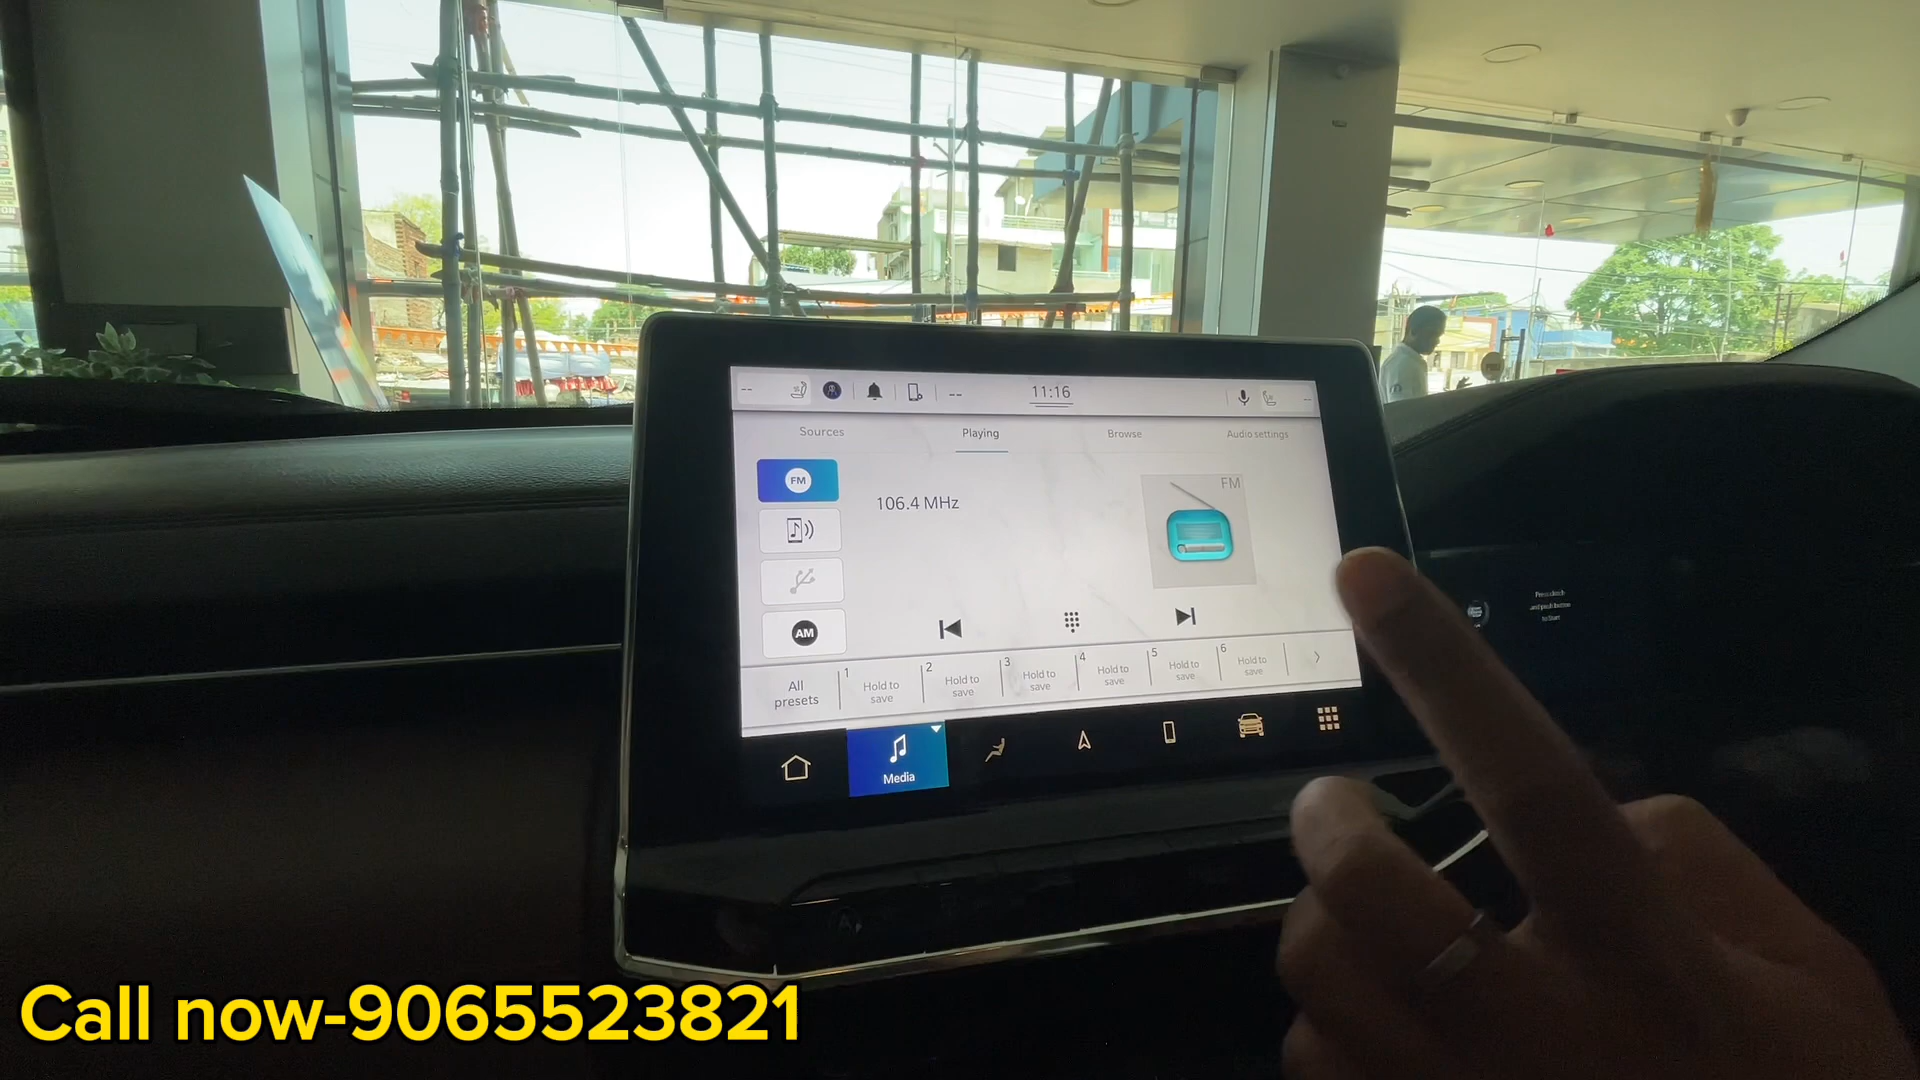 11:16
Sources Playing Browse Audio settings
FM
106.4 MHz
FM
AM
All presets
1 Hold to save
2 Hold to save
3 Hold to save
4 Hold to save
5 Hold to save
6 Hold to save
Media
Call now-9065523821